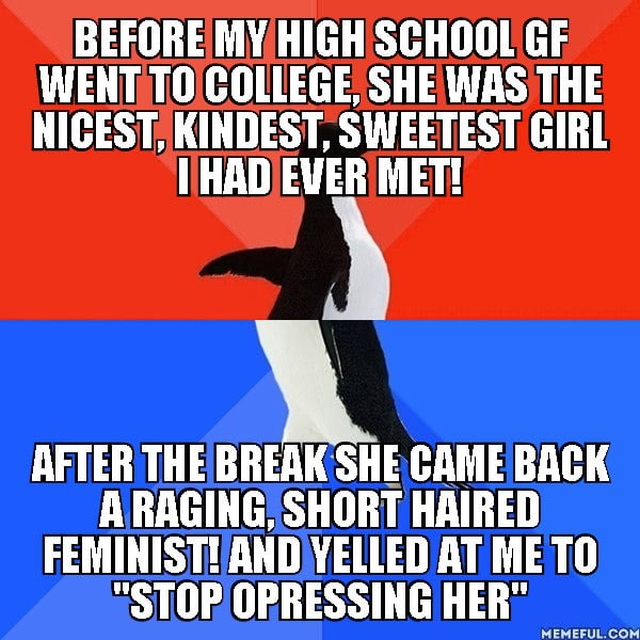 BEFORE MY HIGH SCHOOL GF
WENT TO COLLEGE, SHE WAS THE
NICEST, KINDEST, SWEETEST GIRL
I HAD EVER MET!
AFTER THE BREAK SHE CAME BACK
A RAGING, SHORT HAIRED
FEMINIST! AND YELLED AT ME TO
"STOP OPRESSING HER"
MEMEFUL.COM